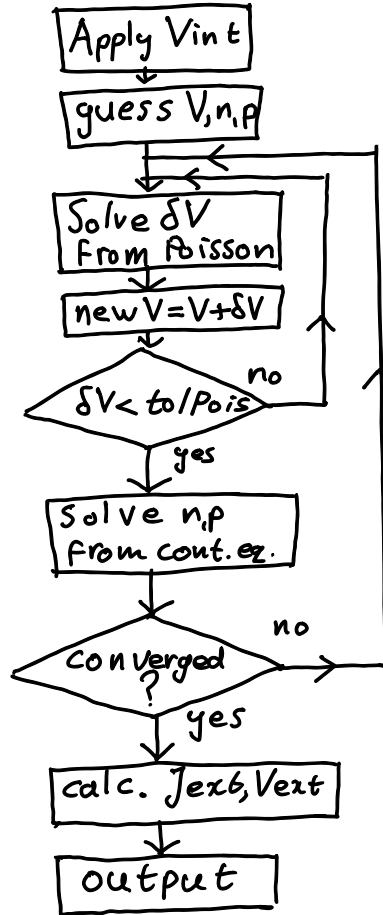 Apply Vint
guess V,n,p
Solve δV
from Poisson
new V=V+δV
no
δV< tolPois
yes
Solve n,p
from cont.eq.
no
converged
?
yes
calc. Jext,Vext
output